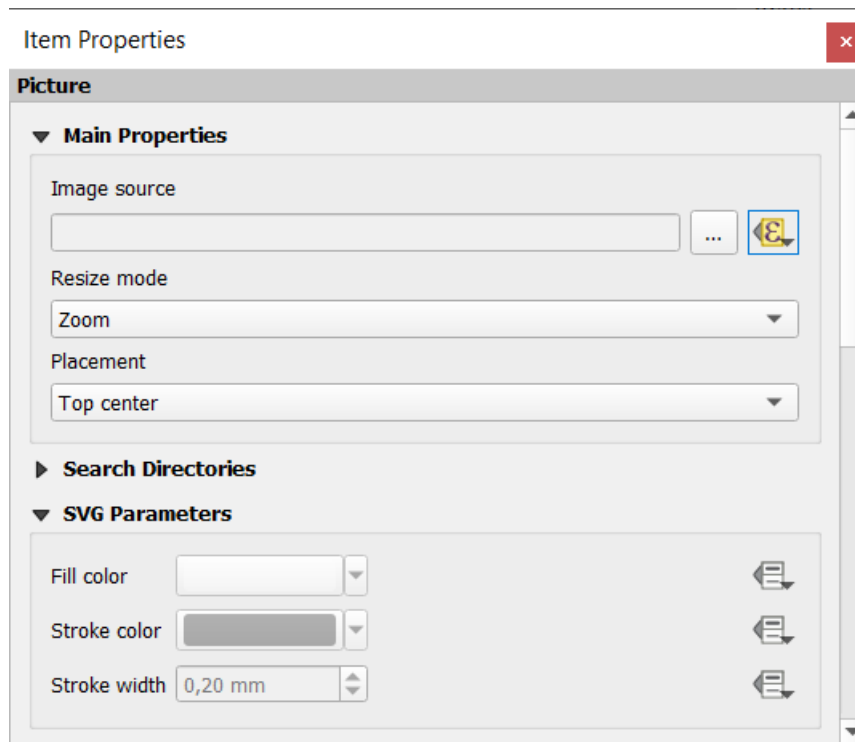 Item Properties
Picture
Main Properties
Image source
...
ε
Resize mode
Zoom
Placement
Top center
Search Directories
SVG Parameters
Fill color
Stroke color
Stroke width 0,20 mm